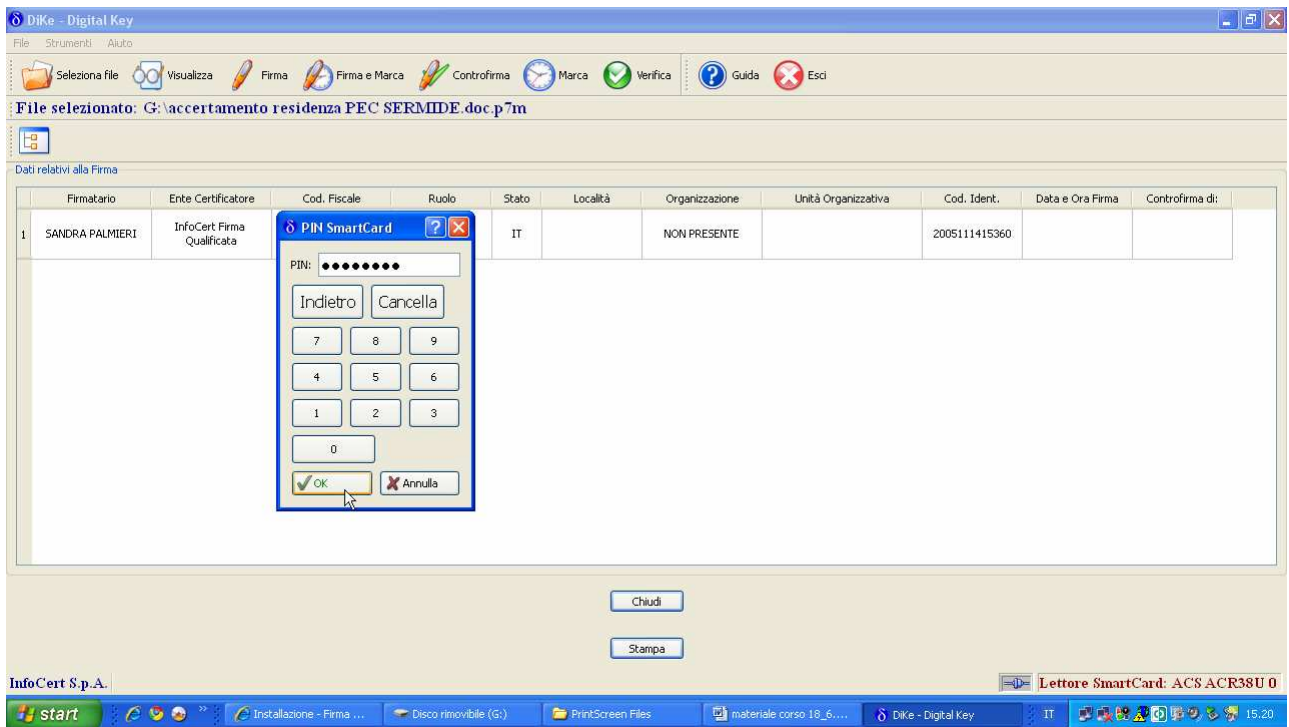 DiKe - Digital Key
File Strumenti Aiuto
Seleziona file Visualizza Firma Firma e Marca Controfirma Marca Verifica Guida Esci
File selezionato: G:\accertamento residenza PEC SERMIDE.doc.p7m
Dati relativi alla Firma
Firmatario Ente Certificatore Cod. Fiscale Ruolo Stato Località Organizzazione Unità Organizzativa Cod. Ident. Data e Ora Firma Controfirma di:
1 SANDRA PALMIERI InfoCert Firma Qualificata IT NON PRESENTE 2005111415360
PIN SmartCard
PIN: ●●●●●●●●
Indietro Cancella
7 8 9
4 5 6
1 2 3
0
OK Annulla
Chiudi
Stampa
InfoCert S.p.A. Lettore SmartCard: ACS ACR38U 0
start Installazione - Firma ... Disco rimovibile (G:) PrintScreen Files materiale corso 18_6.... DiKe - Digital Key IT 15.20